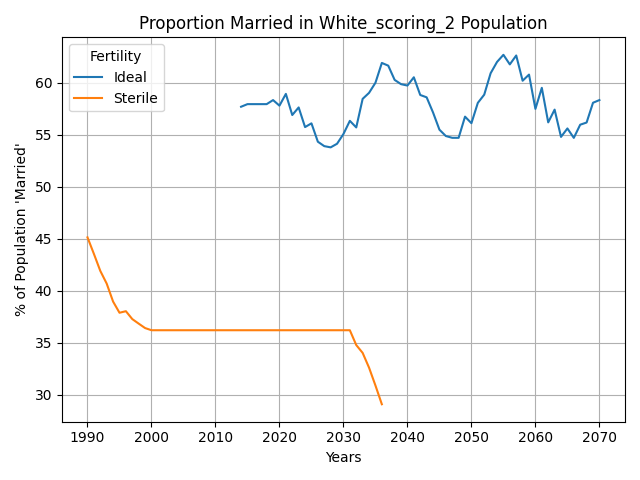 Proportion Married in White_scoring_2 Population
Fertility
Ideal
Sterile
% of Population 'Married'
60
55
50
45
40
35
30
1990 2000 2010 2020 2030 2040 2050 2060 2070
Years